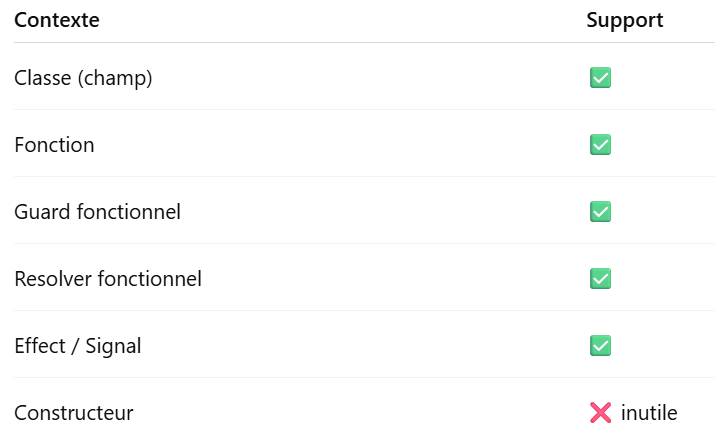 Contexte Support
Classe (champ) ✅
Fonction ✅
Guard fonctionnel ✅
Resolver fonctionnel ✅
Effect / Signal ✅
Constructeur ❌ inutile